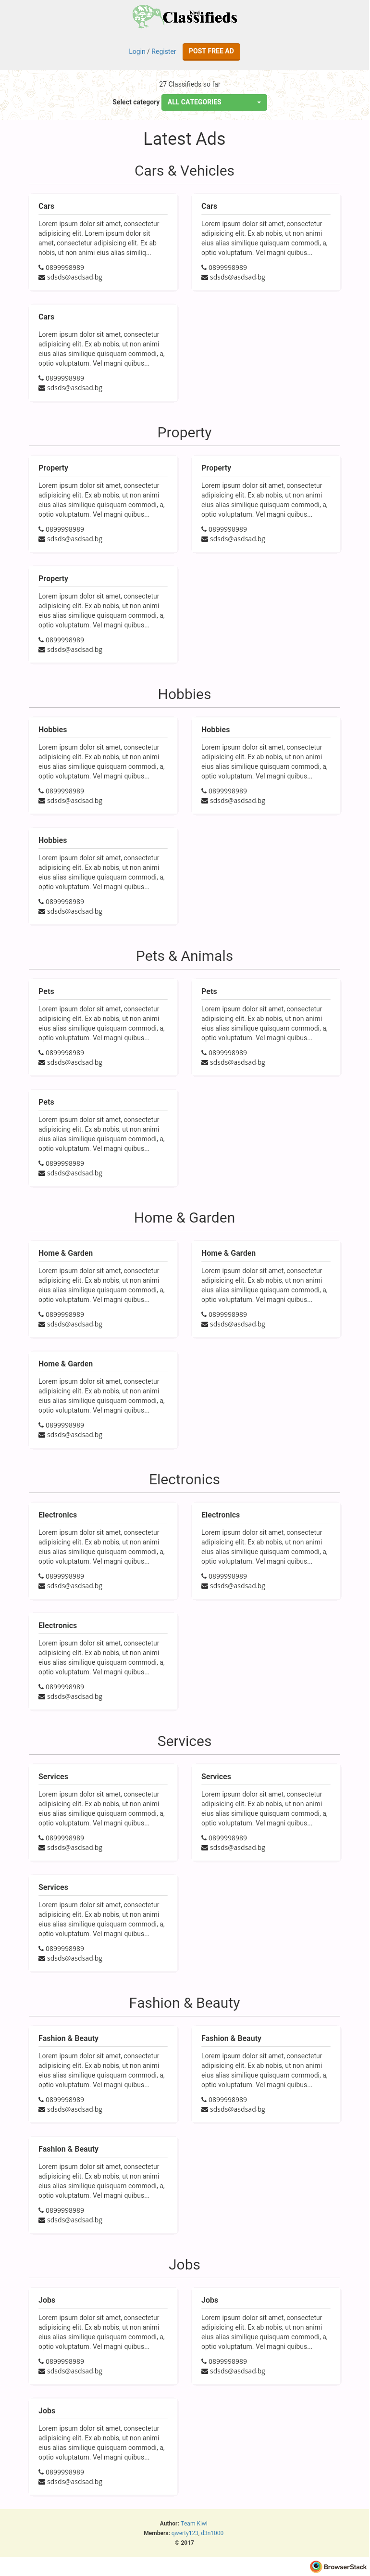 Kiwi
Classifieds
Login / Register POST FREE AD
27 Classifieds so far
Select category ALL CATEGORIES
Latest Ads
Cars & Vehicles
Cars
Lorem ipsum dolor sit amet, consectetur
adipisicing elit. Lorem ipsum dolor sit
amet, consectetur adipisicing elit. Ex ab
nobis, ut non animi eius alias similiq...
0899998989
sdsds@asdsad.bg
Cars
Lorem ipsum dolor sit amet, consectetur
adipisicing elit. Ex ab nobis, ut non animi
eius alias similique quisquam commodi, a,
optio voluptatum. Vel magni quibus...
0899998989
sdsds@asdsad.bg
Cars
Lorem ipsum dolor sit amet, consectetur
adipisicing elit. Ex ab nobis, ut non animi
eius alias similique quisquam commodi, a,
optio voluptatum. Vel magni quibus...
0899998989
sdsds@asdsad.bg
Property
Property
Lorem ipsum dolor sit amet, consectetur
adipisicing elit. Ex ab nobis, ut non animi
eius alias similique quisquam commodi, a,
optio voluptatum. Vel magni quibus...
0899998989
sdsds@asdsad.bg
Property
Lorem ipsum dolor sit amet, consectetur
adipisicing elit. Ex ab nobis, ut non animi
eius alias similique quisquam commodi, a,
optio voluptatum. Vel magni quibus...
0899998989
sdsds@asdsad.bg
Property
Lorem ipsum dolor sit amet, consectetur
adipisicing elit. Ex ab nobis, ut non animi
eius alias similique quisquam commodi, a,
optio voluptatum. Vel magni quibus...
0899998989
sdsds@asdsad.bg
Hobbies
Hobbies
Lorem ipsum dolor sit amet, consectetur
adipisicing elit. Ex ab nobis, ut non animi
eius alias similique quisquam commodi, a,
optio voluptatum. Vel magni quibus...
0899998989
sdsds@asdsad.bg
Hobbies
Lorem ipsum dolor sit amet, consectetur
adipisicing elit. Ex ab nobis, ut non animi
eius alias similique quisquam commodi, a,
optio voluptatum. Vel magni quibus...
0899998989
sdsds@asdsad.bg
Hobbies
Lorem ipsum dolor sit amet, consectetur
adipisicing elit. Ex ab nobis, ut non animi
eius alias similique quisquam commodi, a,
optio voluptatum. Vel magni quibus...
0899998989
sdsds@asdsad.bg
Pets & Animals
Pets
Lorem ipsum dolor sit amet, consectetur
adipisicing elit. Ex ab nobis, ut non animi
eius alias similique quisquam commodi, a,
optio voluptatum. Vel magni quibus...
0899998989
sdsds@asdsad.bg
Pets
Lorem ipsum dolor sit amet, consectetur
adipisicing elit. Ex ab nobis, ut non animi
eius alias similique quisquam commodi, a,
optio voluptatum. Vel magni quibus...
0899998989
sdsds@asdsad.bg
Pets
Lorem ipsum dolor sit amet, consectetur
adipisicing elit. Ex ab nobis, ut non animi
eius alias similique quisquam commodi, a,
optio voluptatum. Vel magni quibus...
0899998989
sdsds@asdsad.bg
Home & Garden
Home & Garden
Lorem ipsum dolor sit amet, consectetur
adipisicing elit. Ex ab nobis, ut non animi
eius alias similique quisquam commodi, a,
optio voluptatum. Vel magni quibus...
0899998989
sdsds@asdsad.bg
Home & Garden
Lorem ipsum dolor sit amet, consectetur
adipisicing elit. Ex ab nobis, ut non animi
eius alias similique quisquam commodi, a,
optio voluptatum. Vel magni quibus...
0899998989
sdsds@asdsad.bg
Home & Garden
Lorem ipsum dolor sit amet, consectetur
adipisicing elit. Ex ab nobis, ut non animi
eius alias similique quisquam commodi, a,
optio voluptatum. Vel magni quibus...
0899998989
sdsds@asdsad.bg
Electronics
Electronics
Lorem ipsum dolor sit amet, consectetur
adipisicing elit. Ex ab nobis, ut non animi
eius alias similique quisquam commodi, a,
optio voluptatum. Vel magni quibus...
0899998989
sdsds@asdsad.bg
Electronics
Lorem ipsum dolor sit amet, consectetur
adipisicing elit. Ex ab nobis, ut non animi
eius alias similique quisquam commodi, a,
optio voluptatum. Vel magni quibus...
0899998989
sdsds@asdsad.bg
Electronics
Lorem ipsum dolor sit amet, consectetur
adipisicing elit. Ex ab nobis, ut non animi
eius alias similique quisquam commodi, a,
optio voluptatum. Vel magni quibus...
0899998989
sdsds@asdsad.bg
Services
Services
Lorem ipsum dolor sit amet, consectetur
adipisicing elit. Ex ab nobis, ut non animi
eius alias similique quisquam commodi, a,
optio voluptatum. Vel magni quibus...
0899998989
sdsds@asdsad.bg
Services
Lorem ipsum dolor sit amet, consectetur
adipisicing elit. Ex ab nobis, ut non animi
eius alias similique quisquam commodi, a,
optio voluptatum. Vel magni quibus...
0899998989
sdsds@asdsad.bg
Services
Lorem ipsum dolor sit amet, consectetur
adipisicing elit. Ex ab nobis, ut non animi
eius alias similique quisquam commodi, a,
optio voluptatum. Vel magni quibus...
0899998989
sdsds@asdsad.bg
Fashion & Beauty
Fashion & Beauty
Lorem ipsum dolor sit amet, consectetur
adipisicing elit. Ex ab nobis, ut non animi
eius alias similique quisquam commodi, a,
optio voluptatum. Vel magni quibus...
0899998989
sdsds@asdsad.bg
Fashion & Beauty
Lorem ipsum dolor sit amet, consectetur
adipisicing elit. Ex ab nobis, ut non animi
eius alias similique quisquam commodi, a,
optio voluptatum. Vel magni quibus...
0899998989
sdsds@asdsad.bg
Fashion & Beauty
Lorem ipsum dolor sit amet, consectetur
adipisicing elit. Ex ab nobis, ut non animi
eius alias similique quisquam commodi, a,
optio voluptatum. Vel magni quibus...
0899998989
sdsds@asdsad.bg
Jobs
Jobs
Lorem ipsum dolor sit amet, consectetur
adipisicing elit. Ex ab nobis, ut non animi
eius alias similique quisquam commodi, a,
optio voluptatum. Vel magni quibus...
0899998989
sdsds@asdsad.bg
Jobs
Lorem ipsum dolor sit amet, consectetur
adipisicing elit. Ex ab nobis, ut non animi
eius alias similique quisquam commodi, a,
optio voluptatum. Vel magni quibus...
0899998989
sdsds@asdsad.bg
Jobs
Lorem ipsum dolor sit amet, consectetur
adipisicing elit. Ex ab nobis, ut non animi
eius alias similique quisquam commodi, a,
optio voluptatum. Vel magni quibus...
0899998989
sdsds@asdsad.bg
Author: Team Kiwi
Members: qwerty123, d3n1000
© 2017
BrowserStack